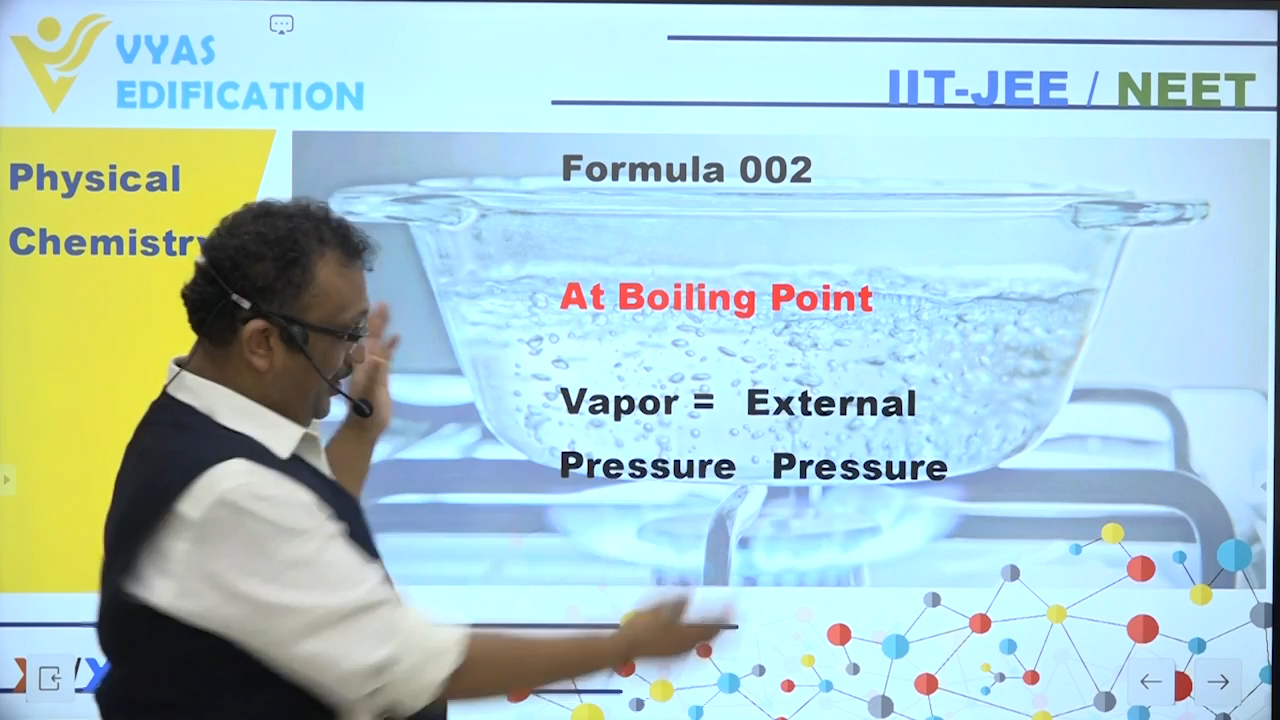 VYAS
EDIFICATION
IIT-JEE / NEET
Physical
Chemistry
Formula 002
At Boiling Point
Vapor = External
Pressure Pressure